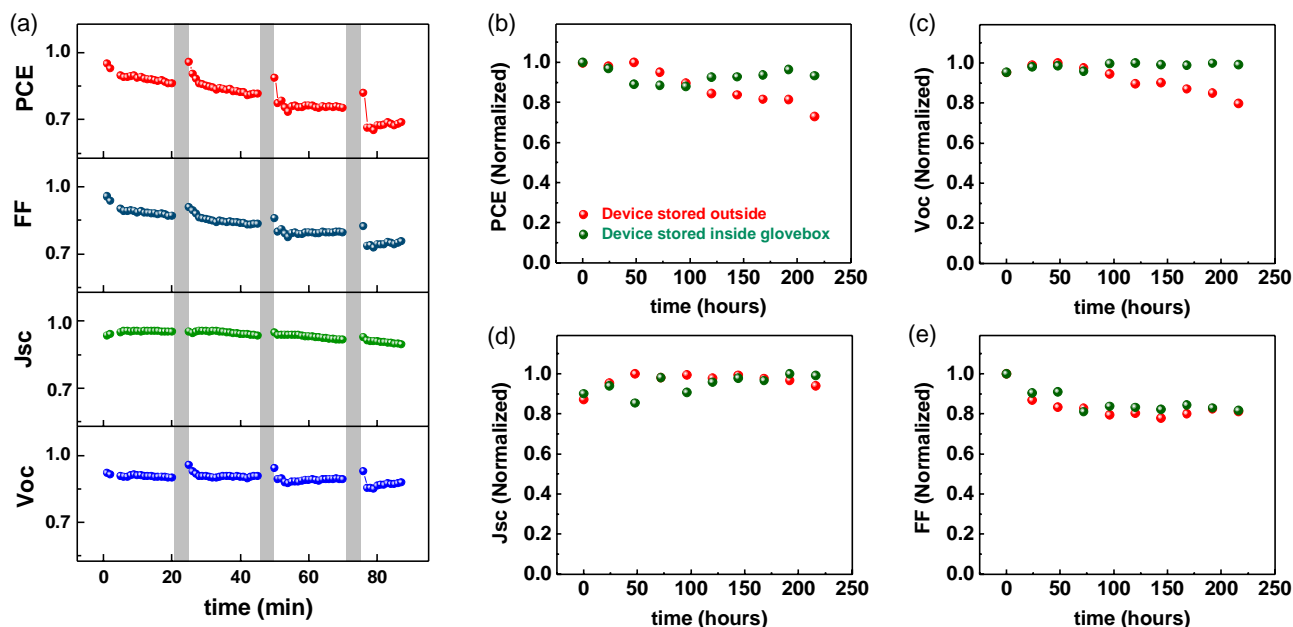 (a)
PCE
1.0
0.7
FF
1.0
0.7
Jsc
1.0
0.7
Voc
1.0
0.7
0 20 40 60 80
time (min)
(b)
PCE (Normalized)
1.0
0.8
0.6
0.4
0.2
0.0
Device stored outside
Device stored inside glovebox
0 50 100 150 200 250
time (hours)
(c)
Voc (Normalized)
1.0
0.8
0.6
0.4
0.2
0.0
0 50 100 150 200 250
time (hours)
(d)
Jsc (Normalized)
1.0
0.8
0.6
0.4
0.2
0.0
0 50 100 150 200 250
time (hours)
(e)
FF (Normalized)
1.0
0.8
0.6
0.4
0.2
0.0
0 50 100 150 200 250
time (hours)